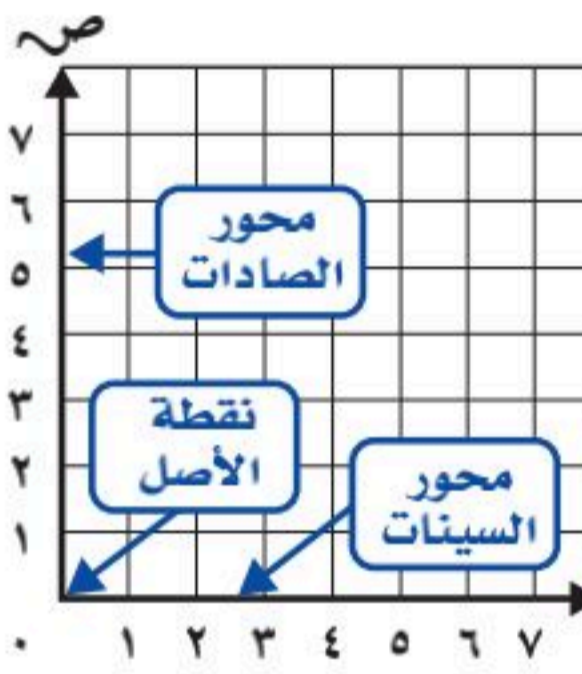 ص
٧
٦
محور
الصادات
٥
٤
٣
نقطة
الأصل
٢
محور
السينات
١
٠ ١ ٢ ٣ ٤ ٥ ٦ ٧